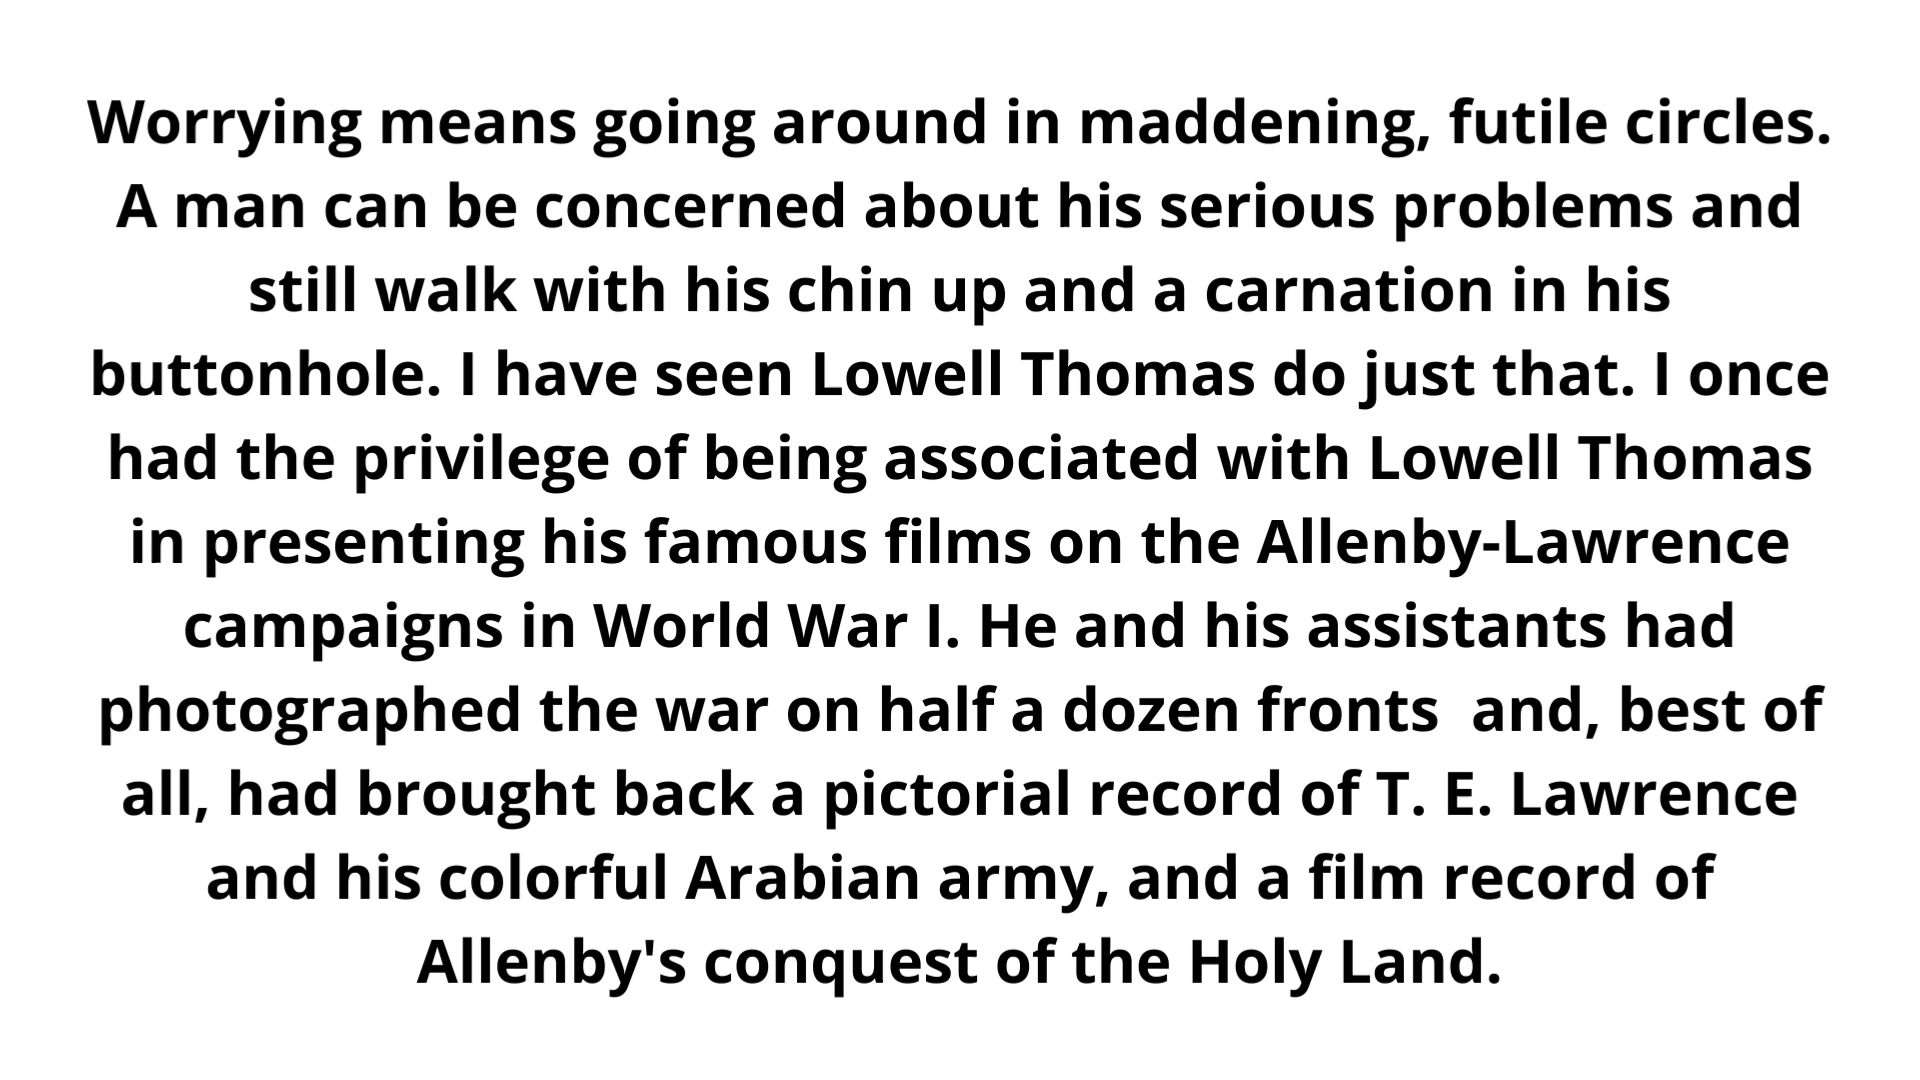 Worrying means going around in maddening, futile circles.
A man can be concerned about his serious problems and
still walk with his chin up and a carnation in his
buttonhole. I have seen Lowell Thomas do just that. I once
had the privilege of being associated with Lowell Thomas
in presenting his famous films on the Allenby-Lawrence
campaigns in World War I. He and his assistants had
photographed the war on half a dozen fronts  and, best of
all, had brought back a pictorial record of T. E. Lawrence
and his colorful Arabian army, and a film record of
Allenby's conquest of the Holy Land.